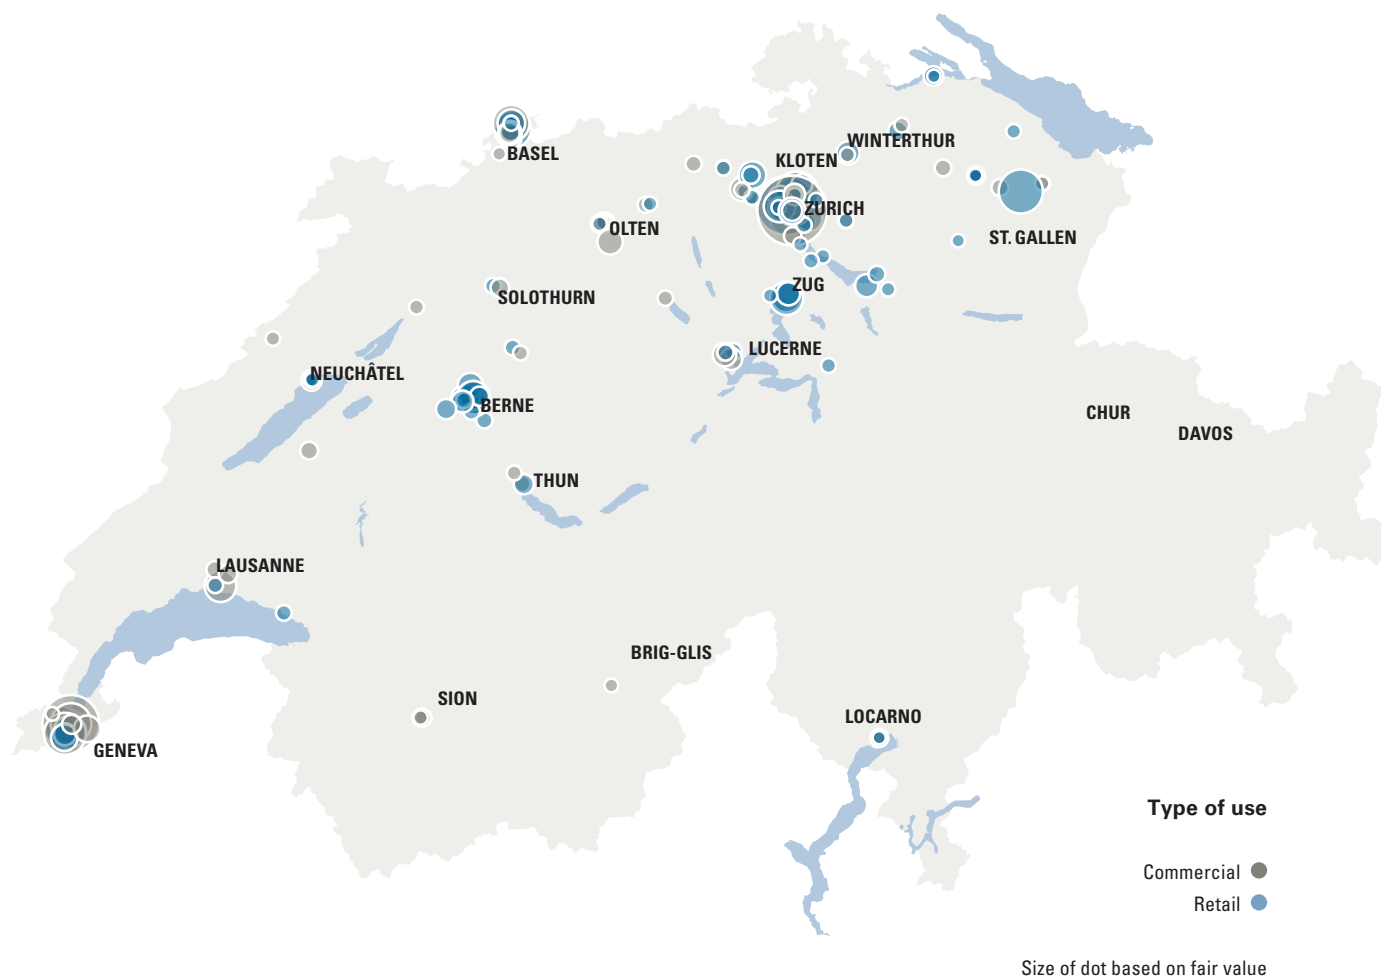 WINTERTHUR
BASEL
KLOTEN
ZURICH
OLTEN
ST. GALLEN
ZUG
SOLOTHURN
LUCERNE
NEUCHÂTEL
BERNE
CHUR
DAVOS
THUN
LAUSANNE
BRIG-GLIS
SION
LOCARNO
GENEVA
Type of use
Commercial
Retail
Size of dot based on fair value